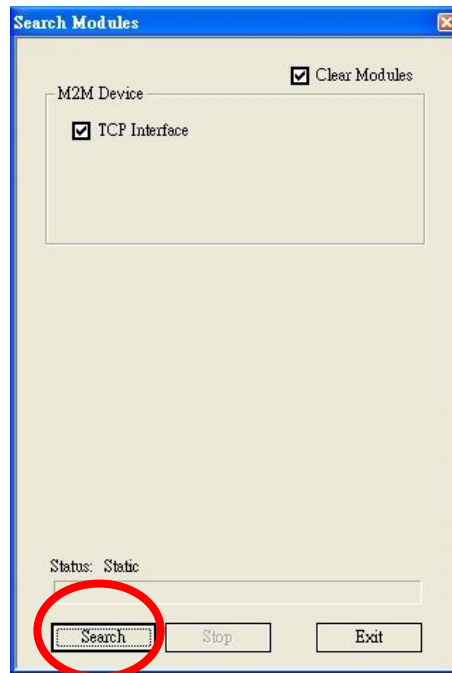 Search Modules
Clear Modules
M2M Device
TCP Interface
Status: Static
Search Stop Exit